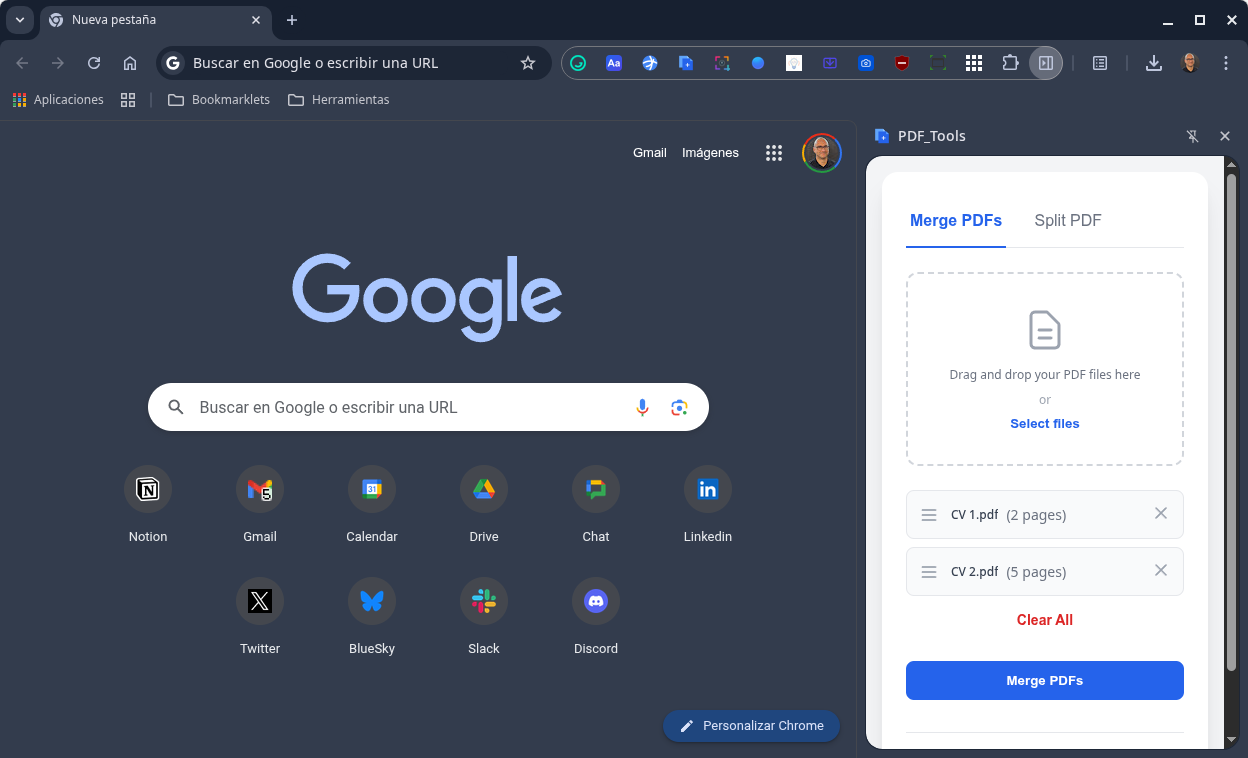 Nueva pestaña
Buscar en Google o escribir una URL
Aa
Aplicaciones
Bookmarklets
Herramientas
Gmail
Imágenes
Google
Buscar en Google o escribir una URL
Notion
Gmail
Calendar
Drive
Chat
Linkedin
Twitter
BlueSky
Slack
Discord
Personalizar Chrome
PDF_Tools
Merge PDFs
Split PDF
Drag and drop your PDF files here
or
Select files
CV 1.pdf (2 pages)
CV 2.pdf (5 pages)
Clear All
Merge PDFs